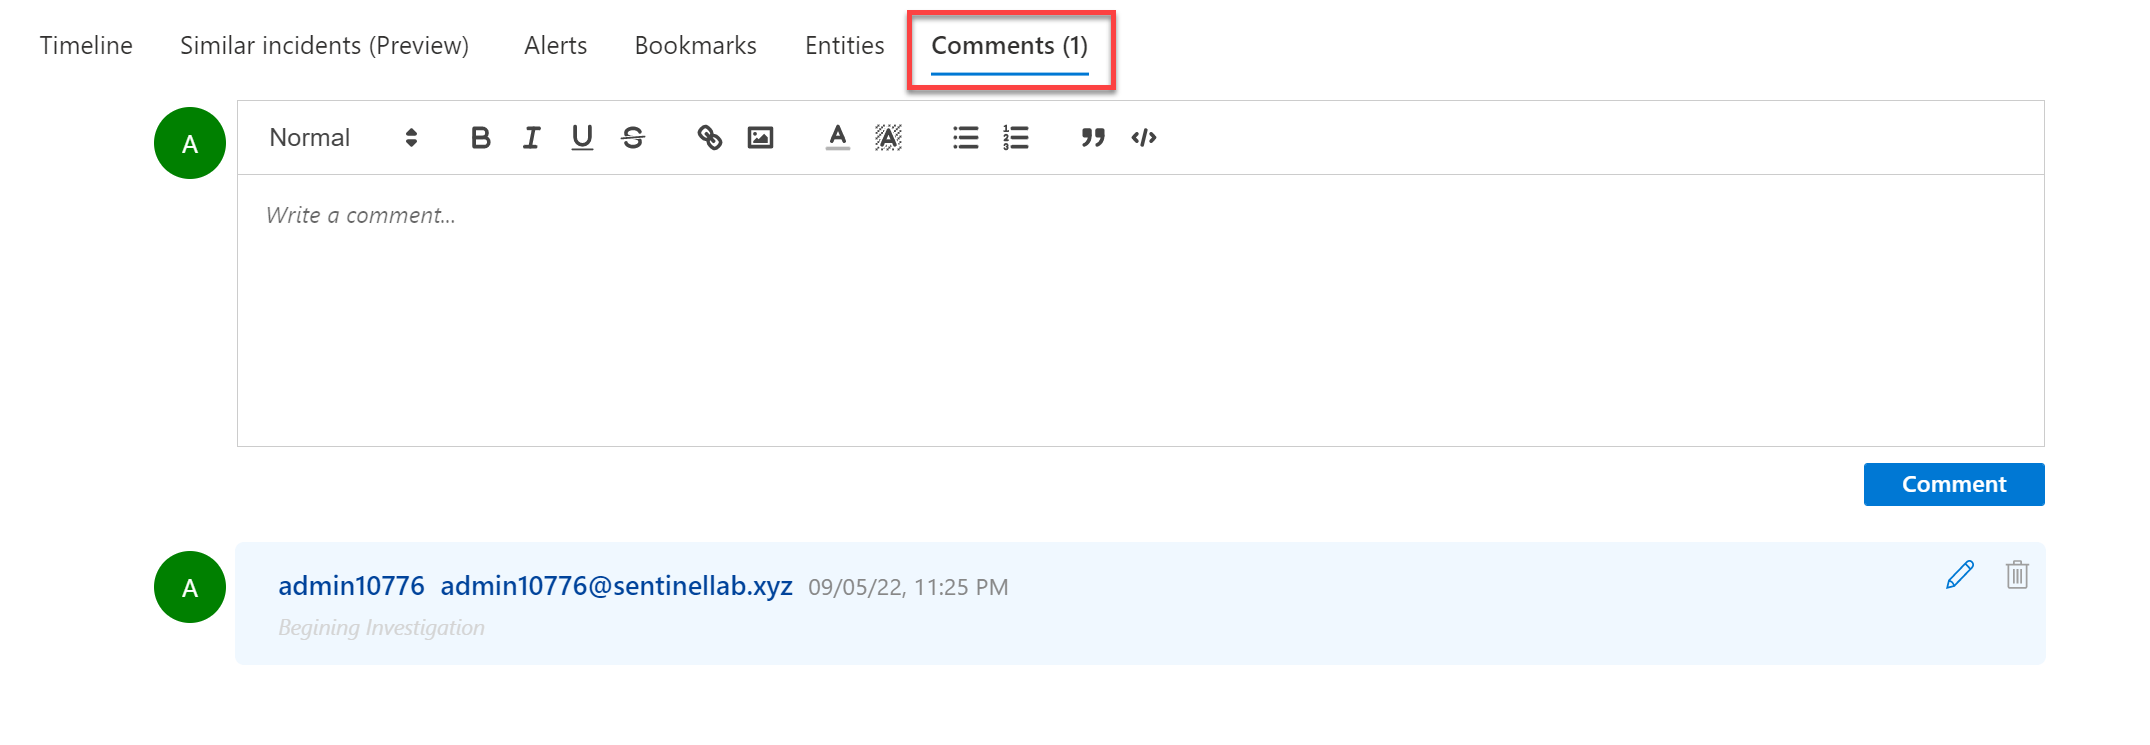 Timeline Similar incidents (Preview) Alerts Bookmarks Entities Comments (1)
A
Normal B I U S A A
Write a comment...
Comment
A
admin10776 admin10776@sentinellab.xyz 09/05/22, 11:25 PM
Begining Investigation